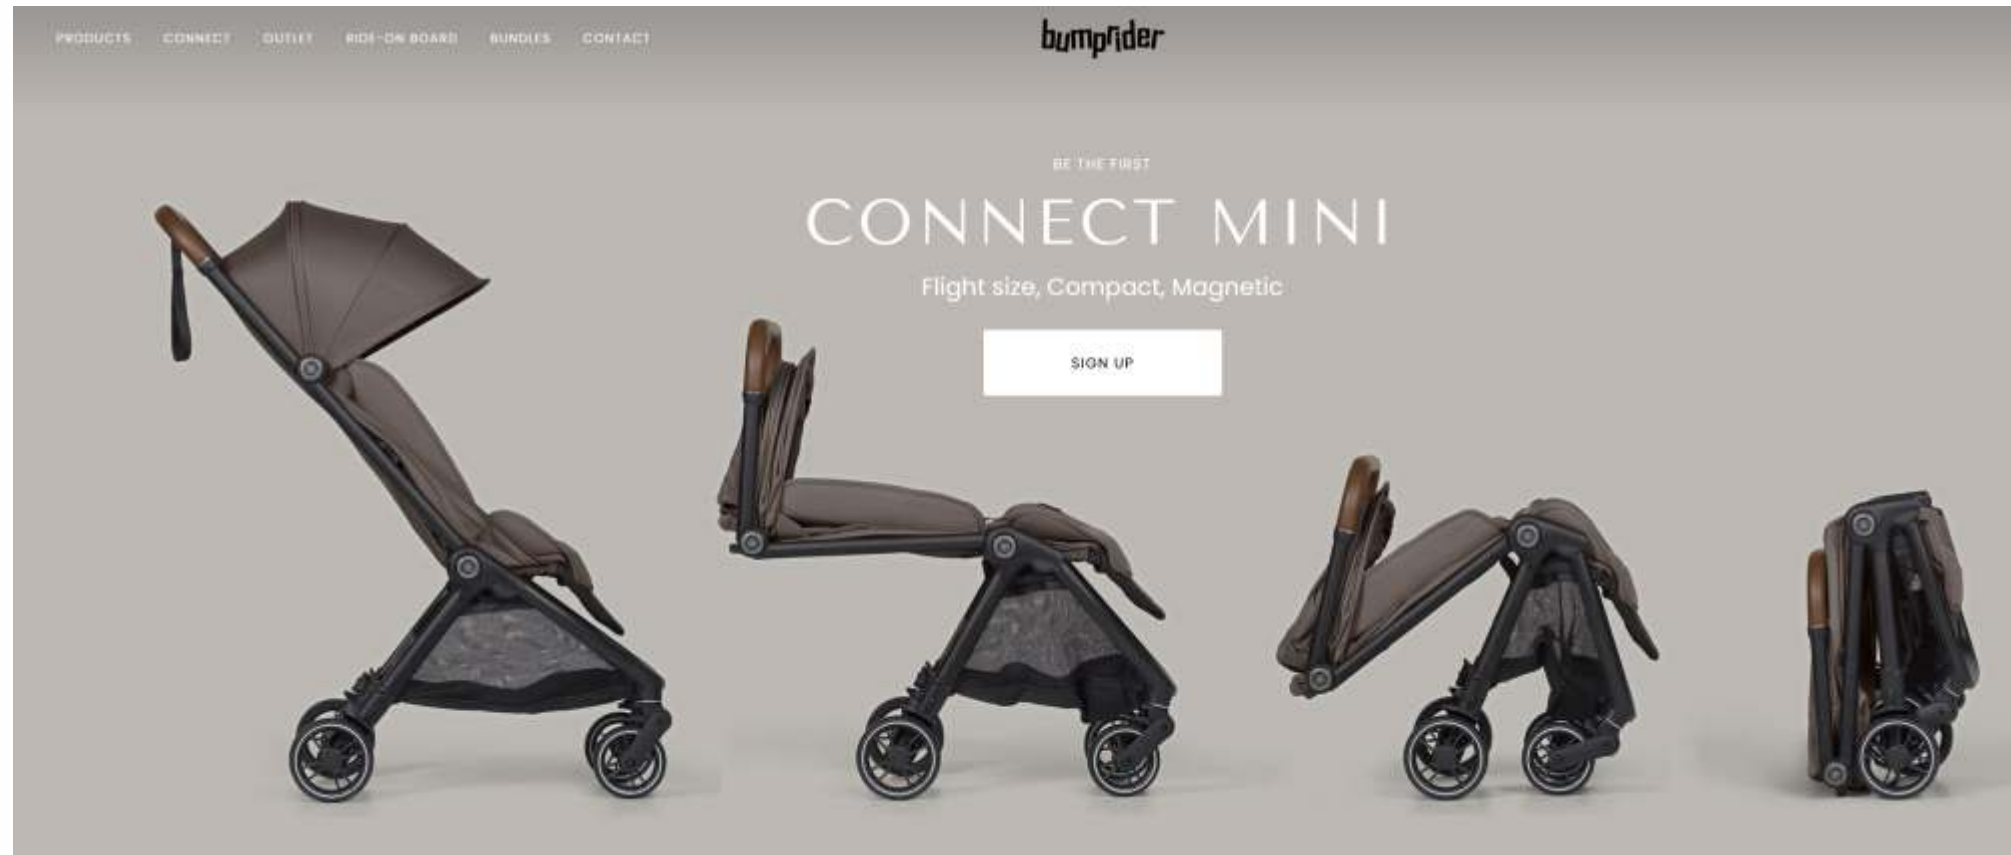 PRODUCTS CONNECT OUTLET RIDE-ON BOARD BUNDLES CONTACT
bumprider
BE THE FIRST
CONNECT MINI
Flight size, Compact, Magnetic
SIGN UP